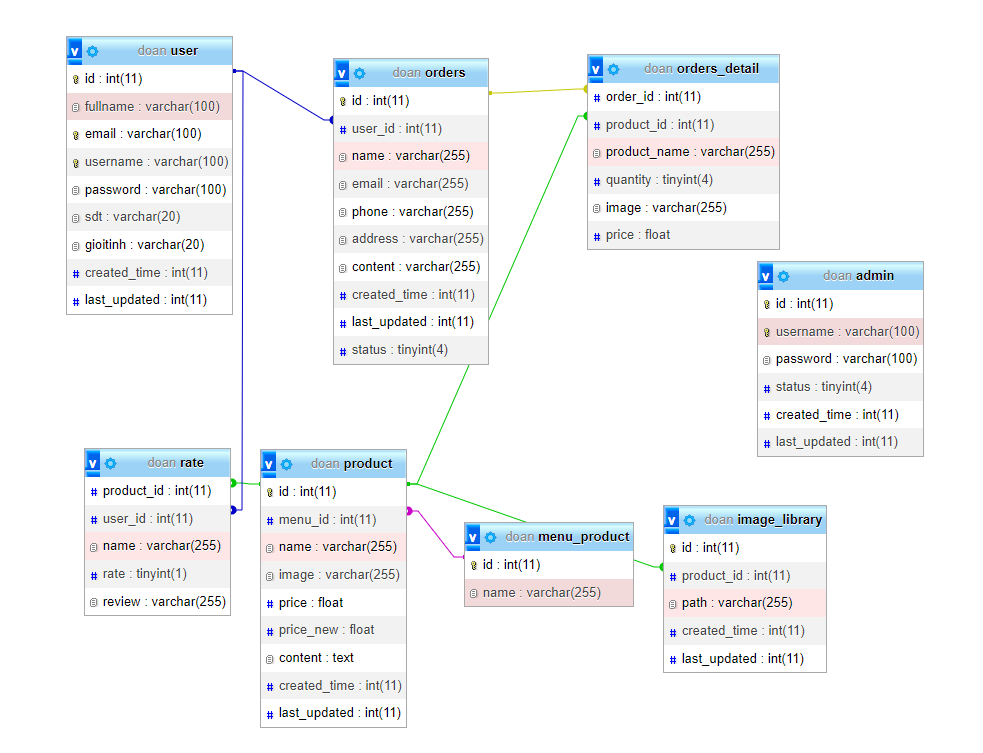 v doan user
id : int(11)
fullname : varchar(100)
email : varchar(100)
username : varchar(100)
password : varchar(100)
sdt : varchar(20)
gioitinh : varchar(20)
# created_time : int(11)
# last_updated : int(11)
v doan orders
id : int(11)
# user_id : int(11)
name : varchar(255)
email : varchar(255)
phone : varchar(255)
address : varchar(255)
content : varchar(255)
# created_time : int(11)
# last_updated : int(11)
# status : tinyint(4)
v doan orders_detail
# order_id : int(11)
# product_id : int(11)
product_name : varchar(255)
# quantity : tinyint(4)
image : varchar(255)
# price : float
v doan admin
id : int(11)
username : varchar(100)
password : varchar(100)
# status : tinyint(4)
# created_time : int(11)
# last_updated : int(11)
v doan rate
# product_id : int(11)
# user_id : int(11)
name : varchar(255)
# rate : tinyint(1)
review : varchar(255)
v doan product
id : int(11)
# menu_id : int(11)
name : varchar(255)
image : varchar(255)
# price : float
# price_new : float
content : text
# created_time : int(11)
# last_updated : int(11)
v doan menu_product
id : int(11)
name : varchar(255)
v doan image_library
id : int(11)
# product_id : int(11)
path : varchar(255)
# created_time : int(11)
# last_updated : int(11)